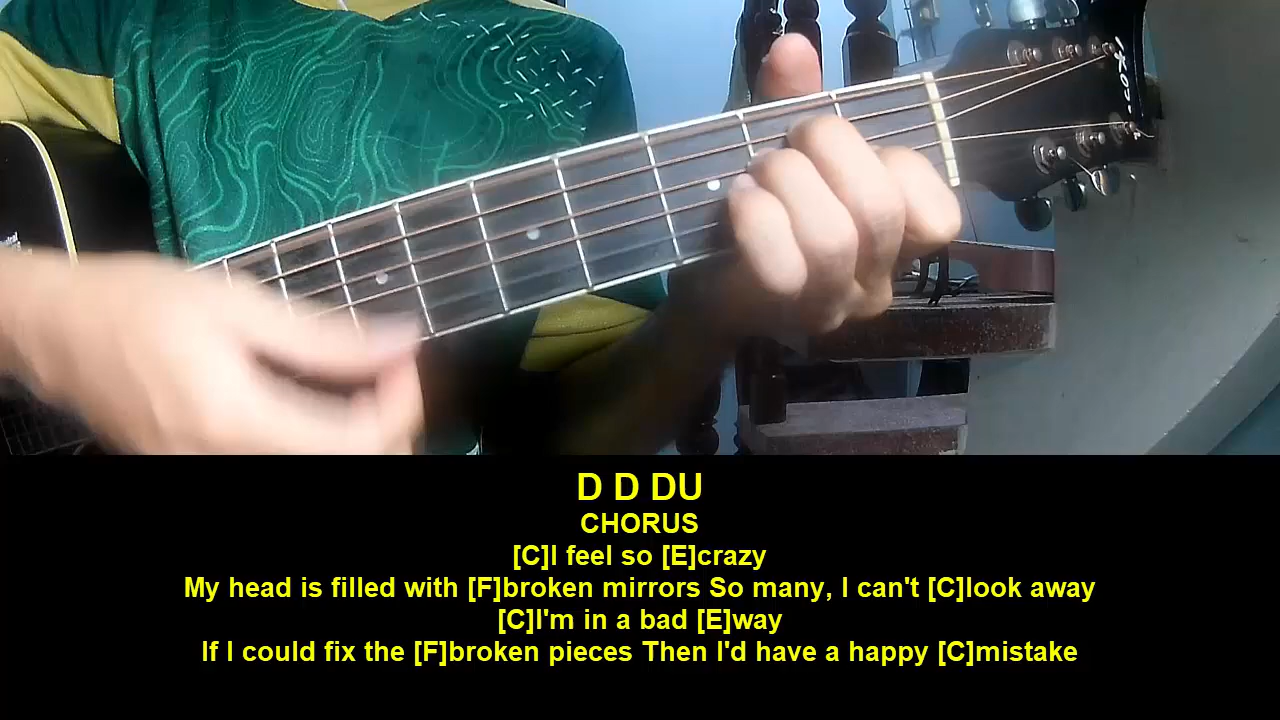 D D DU
CHORUS
[C]I feel so [E]crazy
My head is filled with [F]broken mirrors So many, I can't [C]look away
[C]I'm in a bad [E]way
If I could fix the [F]broken pieces Then I'd have a happy [C]mistake